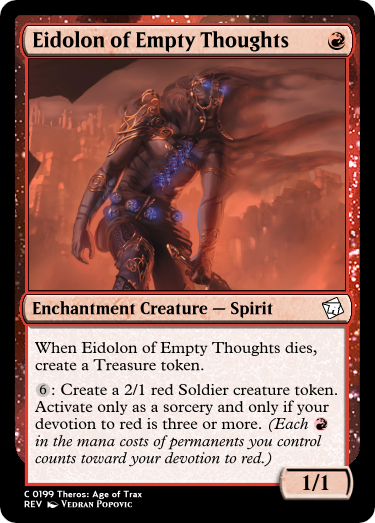 Eidolon of Empty Thoughts
Enchantment Creature — Spirit
When Eidolon of Empty Thoughts dies,
create a Treasure token.
6: Create a 2/1 red Soldier creature token.
Activate only as a sorcery and only if your
devotion to red is three or more. (Each
in the mana costs of permanents you control
counts toward your devotion to red.)
1/1
C 0199 Theros: Age of Trax
REV Vedran Popovic